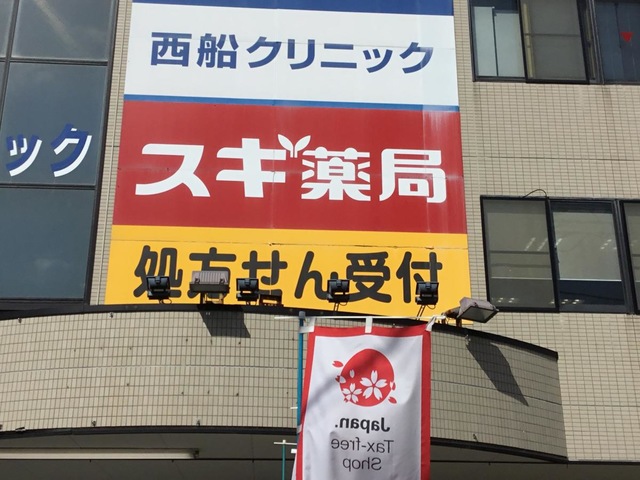 西船クリニック
ック
スギ薬局
処方せん受付
Japan.
Tax-free
Shop